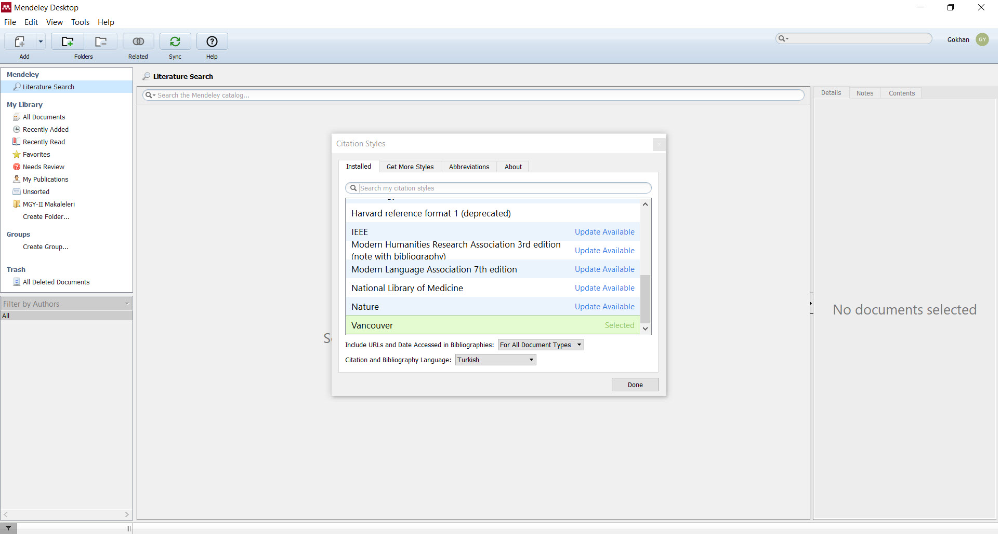 Mendeley Desktop
File Edit View Tools Help
Add Folders Related Sync Help
Gokhan GY
Mendeley
Literature Search
My Library
All Documents
Recently Added
Recently Read
Favorites
Needs Review
My Publications
Unsorted
MGY-II Makaleleri
Create Folder...
Groups
Create Group...
Trash
All Deleted Documents
Filter by Authors
All
Literature Search
Search the Mendeley catalog...
Citation Styles
Installed Get More Styles Abbreviations About
Search my citation styles
Harvard reference format 1 (deprecated)
IEEE Update Available
Modern Humanities Research Association 3rd edition
(note with bibliography) Update Available
Modern Language Association 7th edition Update Available
National Library of Medicine Update Available
Nature Update Available
Vancouver Selected
Include URLs and Date Accessed in Bibliographies: For All Document Types
Citation and Bibliography Language: Turkish
Done
Details Notes Contents
No documents selected